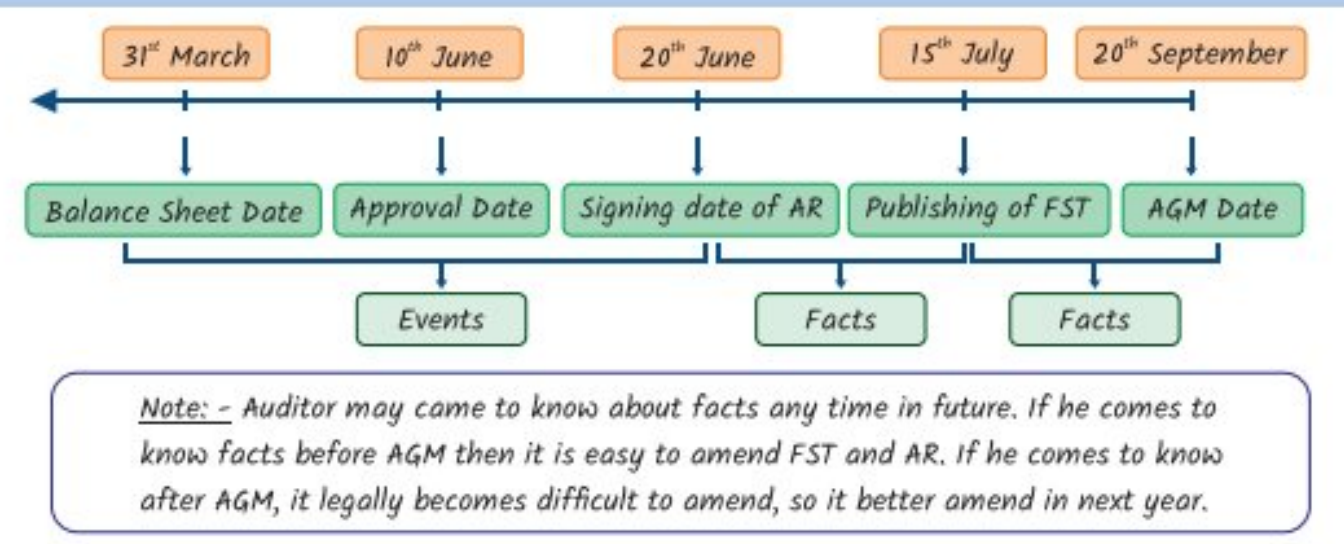 31st March 10th June 20th June 15th July 20th September
Balance Sheet Date Approval Date Signing date of AR Publishing of FST AGM Date
Events Facts Facts
Note: - Auditor may came to know about facts any time in future. If he comes to
know facts before AGM then it is easy to amend FST and AR. If he comes to know
after AGM, it legally becomes difficult to amend, so it better amend in next year.